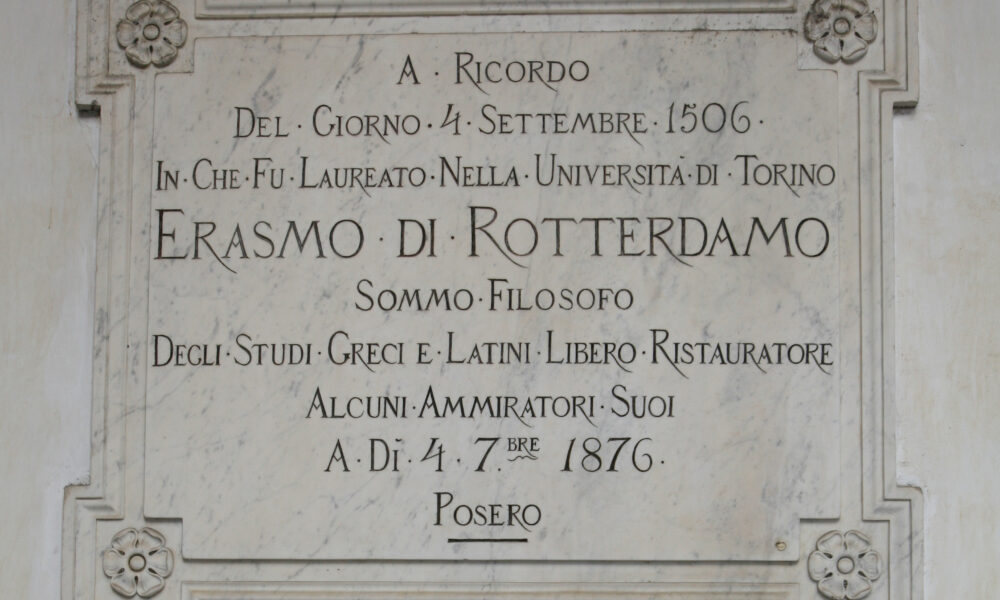 A · RICORDO
DEL · GIORNO · 4 · SETTEMBRE · 1506 ·
IN · CHE · FU · LAUREATO · NELLA · UNIVERSITÀ · DI · TORINO
ERASMO · DI · ROTTERDAMO
SOMMO · FILOSOFO
DEGLI · STUDI · GRECI E · LATINI · LIBERO · RISTAURATORE
ALCUNI · AMMIRATORI · SUOI
A · DÌ · 4 · 7.BRE 1876 ·
POSERO